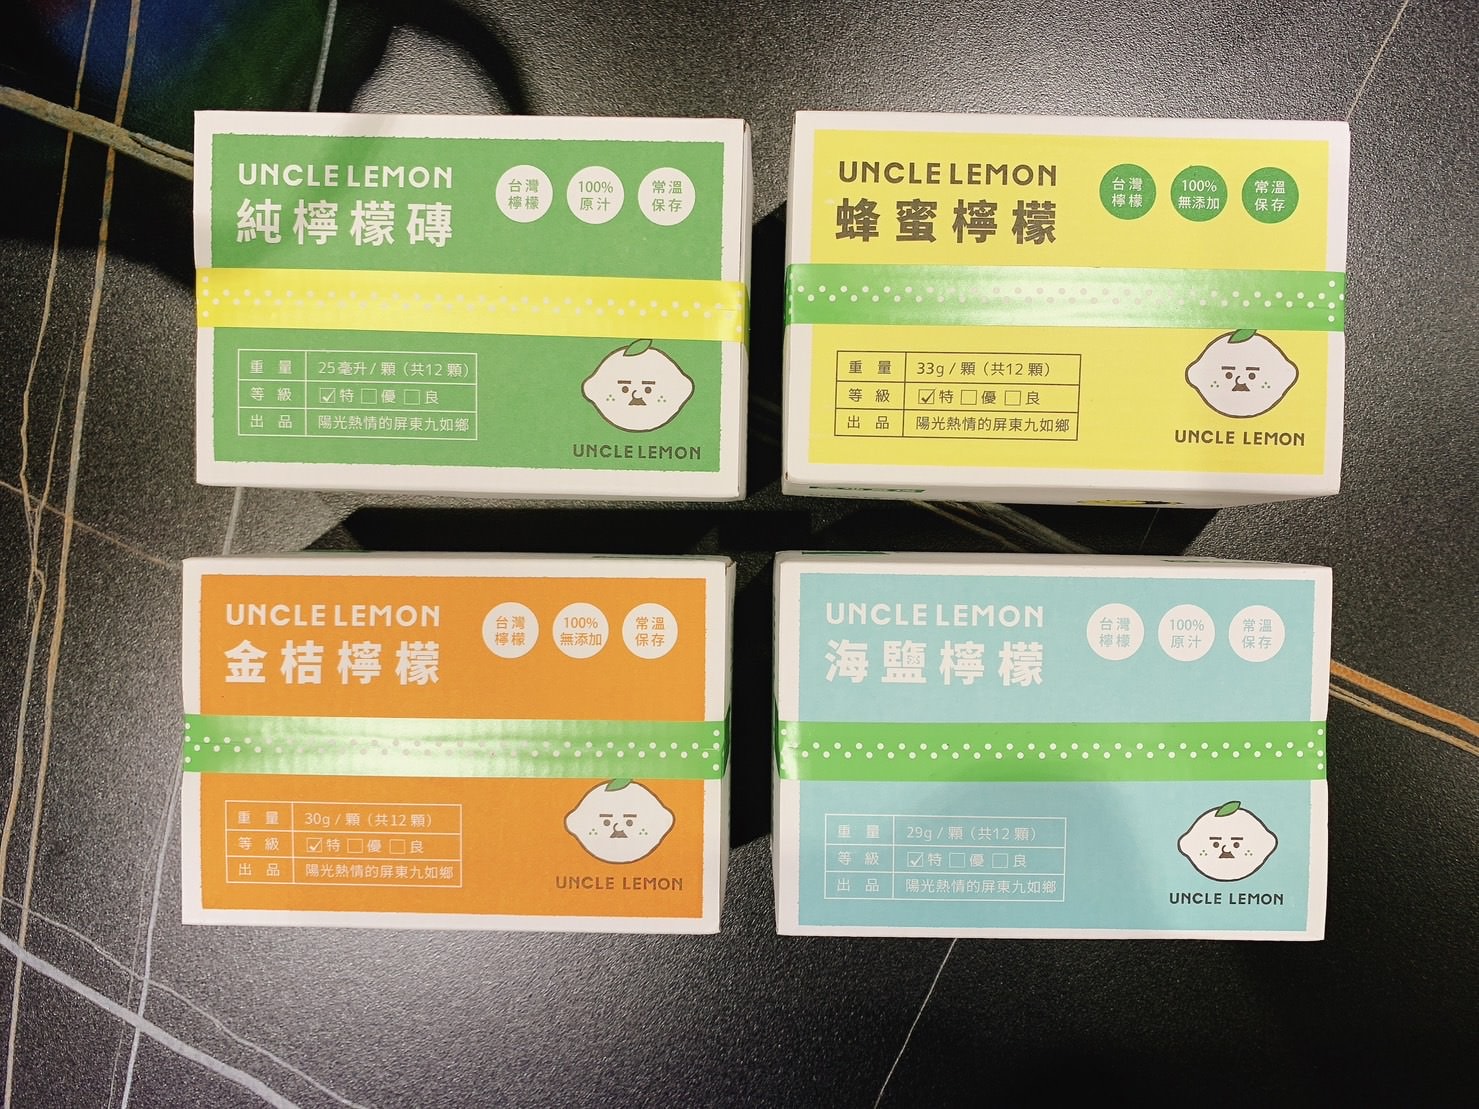 UNCLE LEMON
純檸檬磚
台灣
檸檬
100%
原汁
常溫
保存
重量 25毫升/顆（共12顆）
等級 ☑特 □優 □良
出品 陽光熱情的屏東九如鄉
UNCLE LEMON
UNCLE LEMON
蜂蜜檸檬
台灣
檸檬
100%
無添加
常溫
保存
重量 33g/顆（共12顆）
等級 ☑特 □優 □良
出品 陽光熱情的屏東九如鄉
UNCLE LEMON
UNCLE LEMON
金桔檸檬
台灣
檸檬
100%
無添加
常溫
保存
重量 30g/顆（共12顆）
等級 ☑特 □優 □良
出品 陽光熱情的屏東九如鄉
UNCLE LEMON
UNCLE LEMON
海鹽檸檬
台灣
檸檬
100%
原汁
常溫
保存
重量 29g/顆（共12顆）
等級 ☑特 □優 □良
出品 陽光熱情的屏東九如鄉
UNCLE LEMON